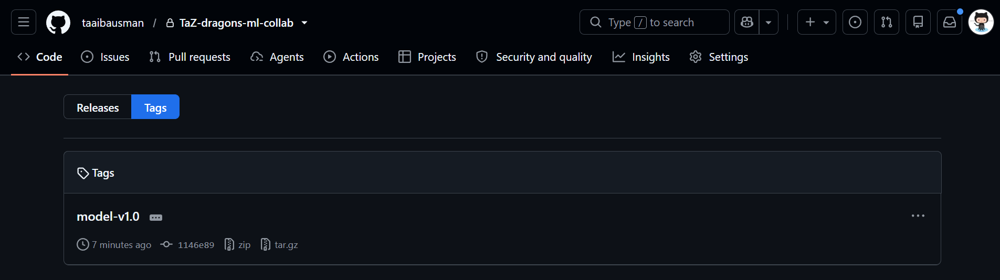 taaibausman / TaZ-dragons-ml-collab Type / to search
Code Issues Pull requests Agents Actions Projects Security and quality Insights Settings
Releases Tags
Tags
model-v1.0
7 minutes ago 1146e89 zip tar.gz